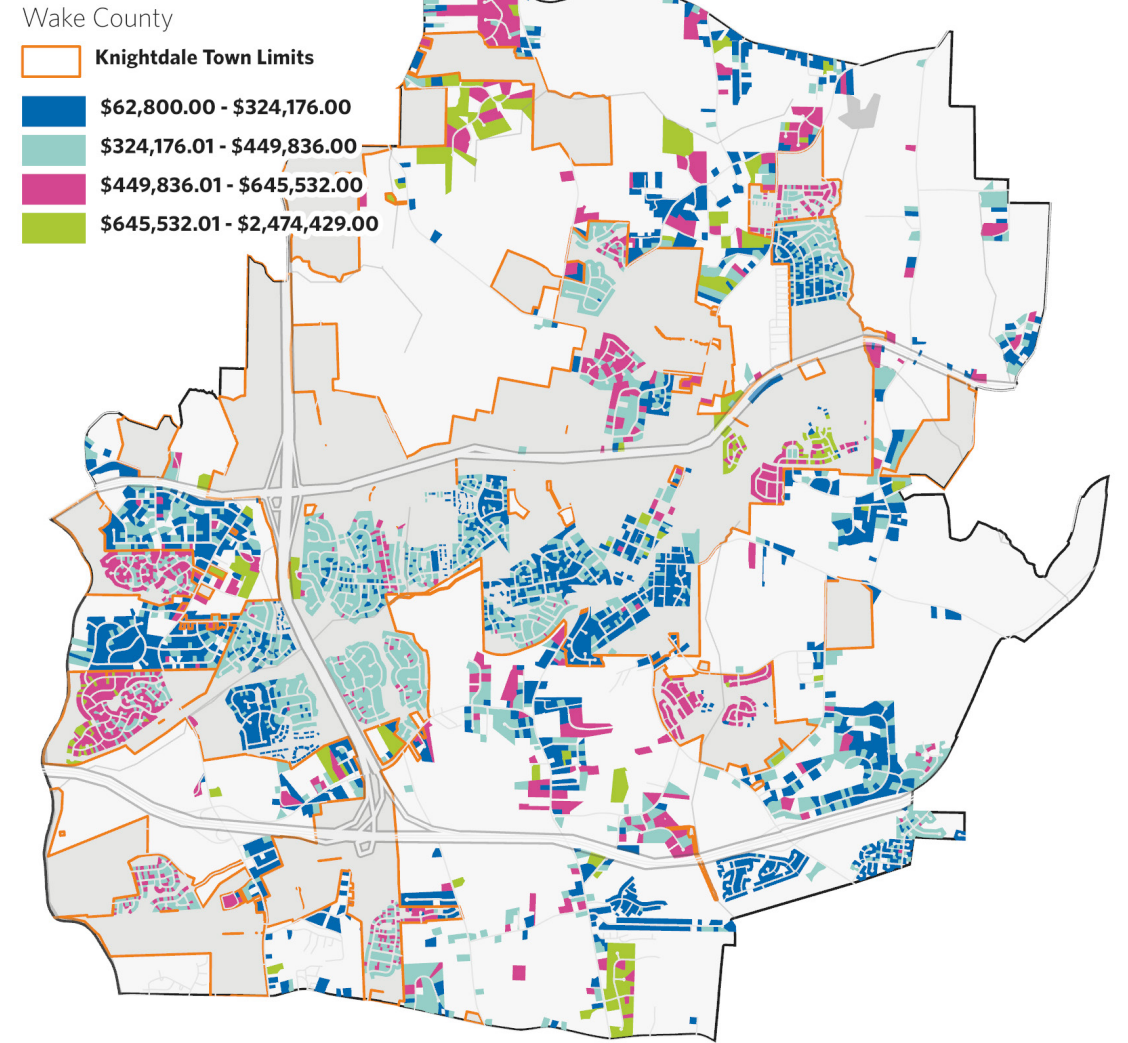 Wake County
Knightdale Town Limits
$62,800.00 - $324,176.00
$324,176.01 - $449,836.00
$449,836.01 - $645,532.00
$645,532.01 - $2,474,429.00